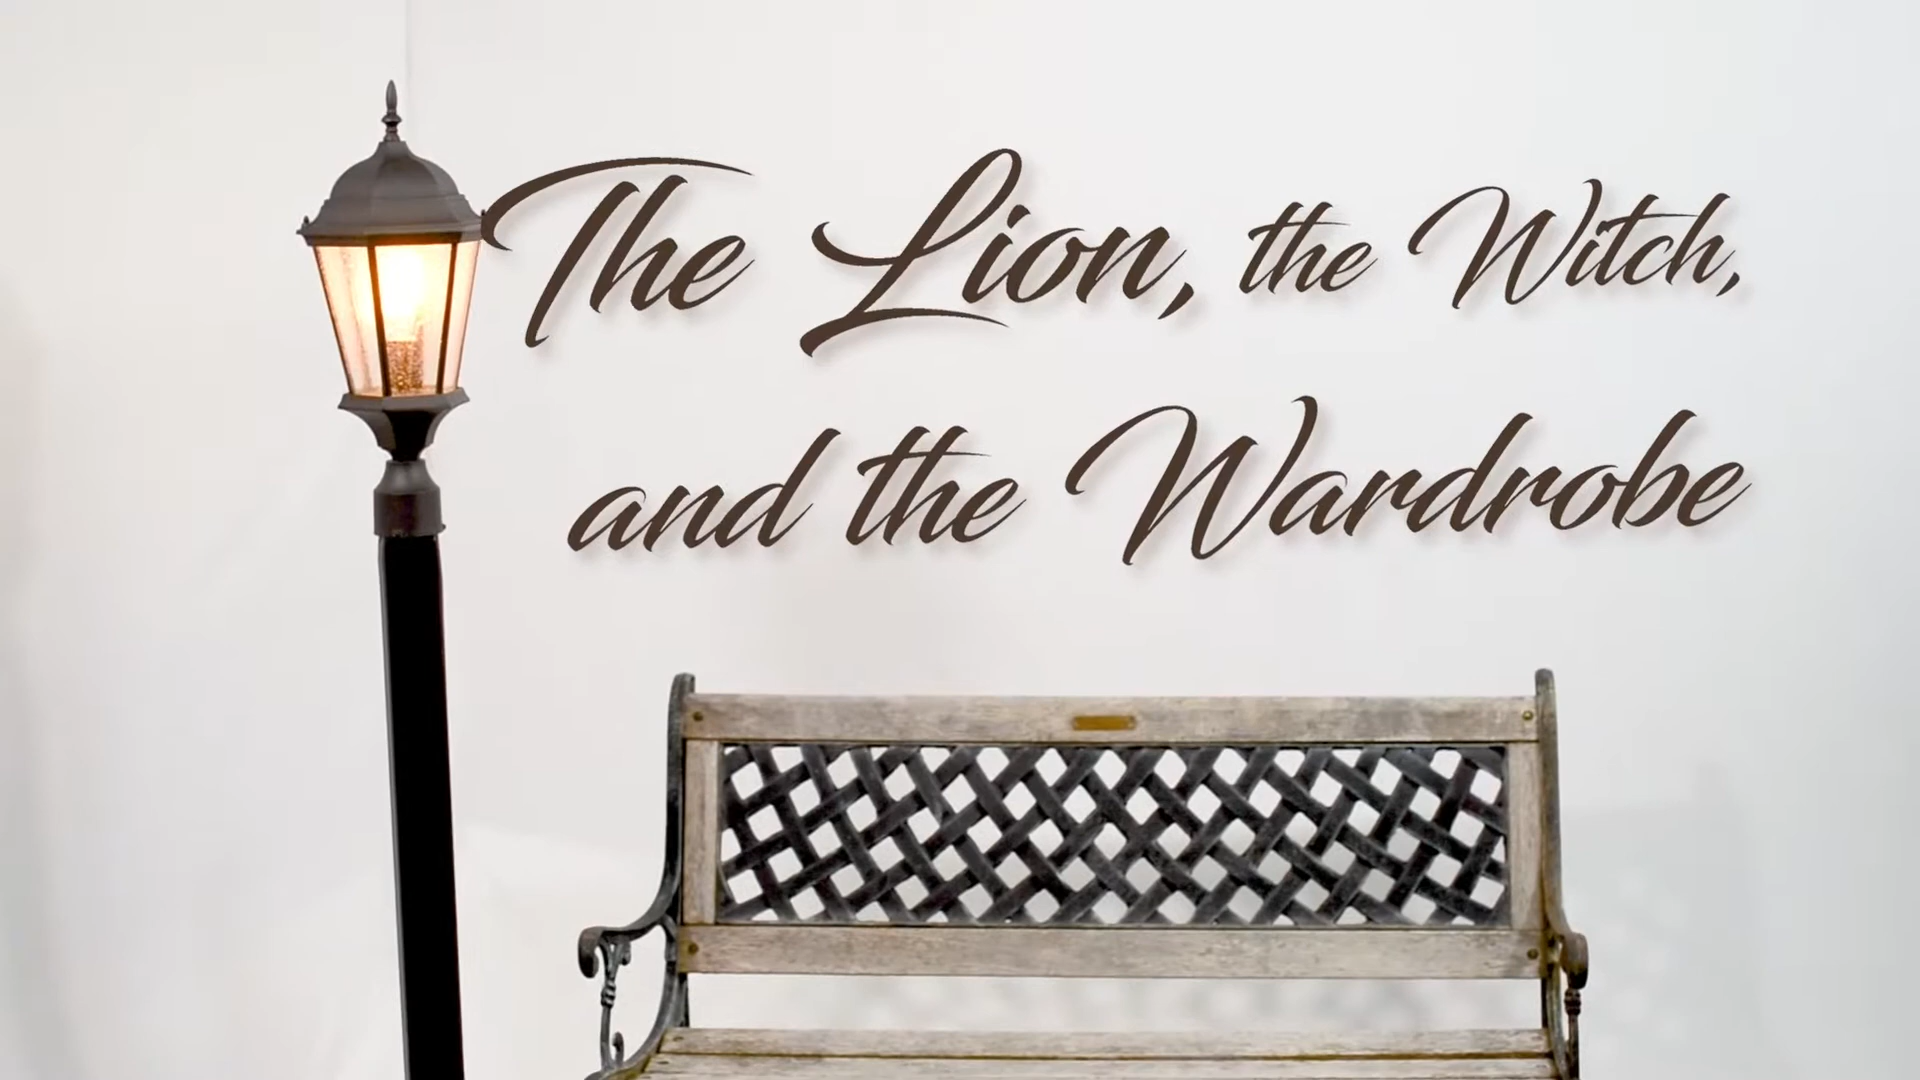 The Lion, the Witch,
and the Wardrobe